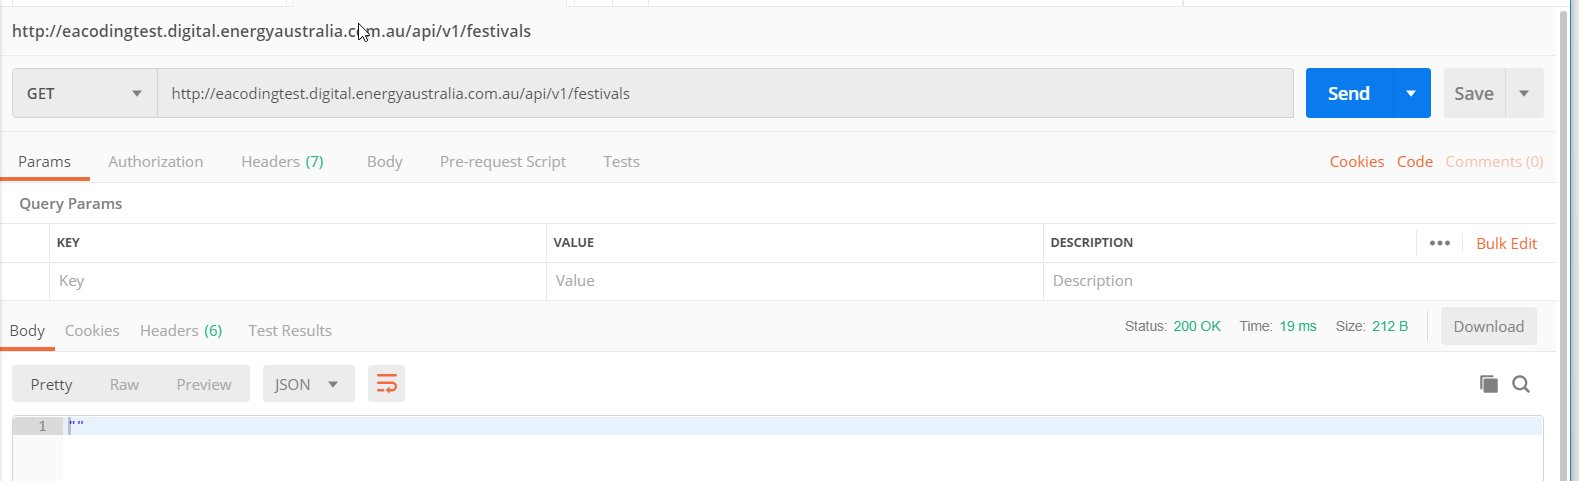 http://eacodingtest.digital.energyaustralia.com.au/api/v1/festivals
GET http://eacodingtest.digital.energyaustralia.com.au/api/v1/festivals Send Save
Params Authorization Headers (7) Body Pre-request Script Tests Cookies Code Comments (0)
Query Params
KEY VALUE DESCRIPTION ••• Bulk Edit
Key Value Description
Body Cookies Headers (6) Test Results Status: 200 OK Time: 19 ms Size: 212 B Download
Pretty Raw Preview JSON
1 ""